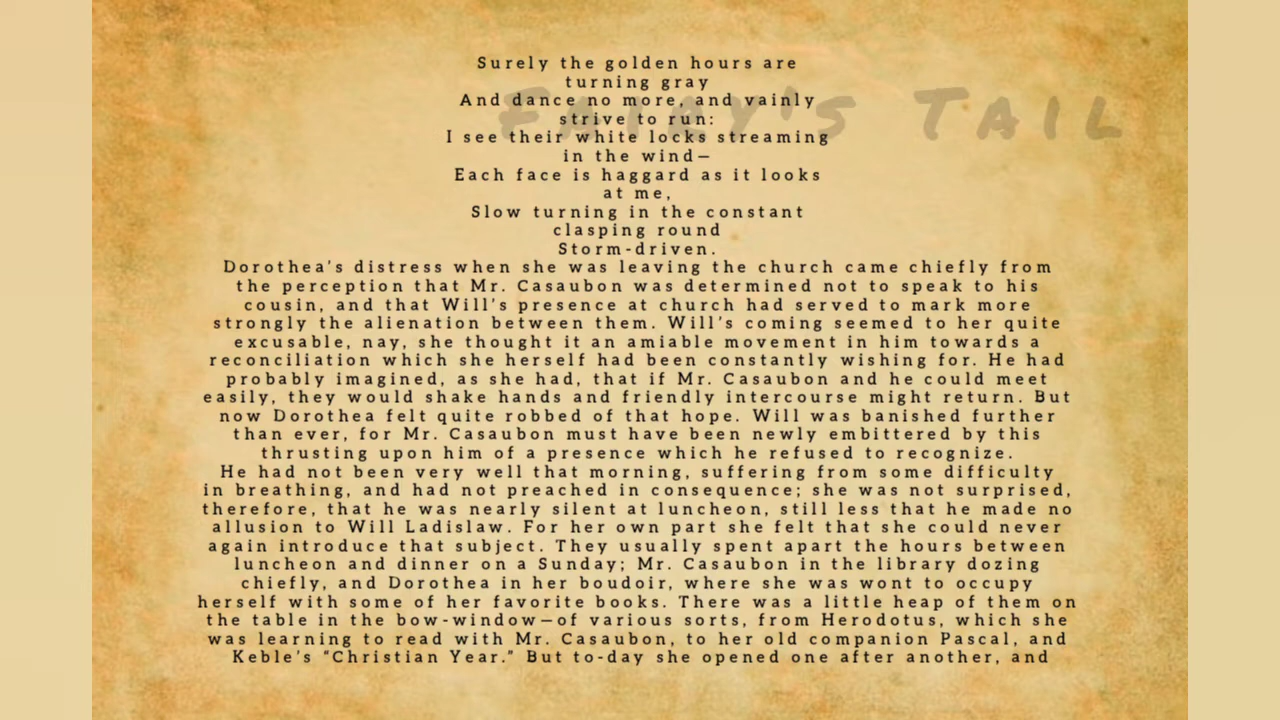 Surely the golden hours are
turning gray
And dance no more, and vainly
strive to run:
I see their white locks streaming
in the wind—
Each face is haggard as it looks
at me,
Slow turning in the constant
clasping round
Storm-driven.
Dorothea's distress when she was leaving the church came chiefly from
the perception that Mr. Casaubon was determined not to speak to his
cousin, and that Will's presence at church had served to mark more
strongly the alienation between them. Will's coming seemed to her quite
excusable, nay, she thought it an amiable movement in him towards a
reconciliation which she herself had been constantly wishing for. He had
probably imagined, as she had, that if Mr. Casaubon and he could meet
easily, they would shake hands and friendly intercourse might return. But
now Dorothea felt quite robbed of that hope. Will was banished further
than ever, for Mr. Casaubon must have been newly embittered by this
thrusting upon him of a presence which he refused to recognize.
He had not been very well that morning, suffering from some difficulty
in breathing, and had not preached in consequence; she was not surprised,
therefore, that he was nearly silent at luncheon, still less that he made no
allusion to Will Ladislaw. For her own part she felt that she could never
again introduce that subject. They usually spent apart the hours between
luncheon and dinner on a Sunday; Mr. Casaubon in the library dozing
chiefly, and Dorothea in her boudoir, where she was wont to occupy
herself with some of her favorite books. There was a little heap of them on
the table in the bow-window—of various sorts, from Herodotus, which she
was learning to read with Mr. Casaubon, to her old companion Pascal, and
Keble's "Christian Year." But to-day she opened one after another, and
Fairy's Tail